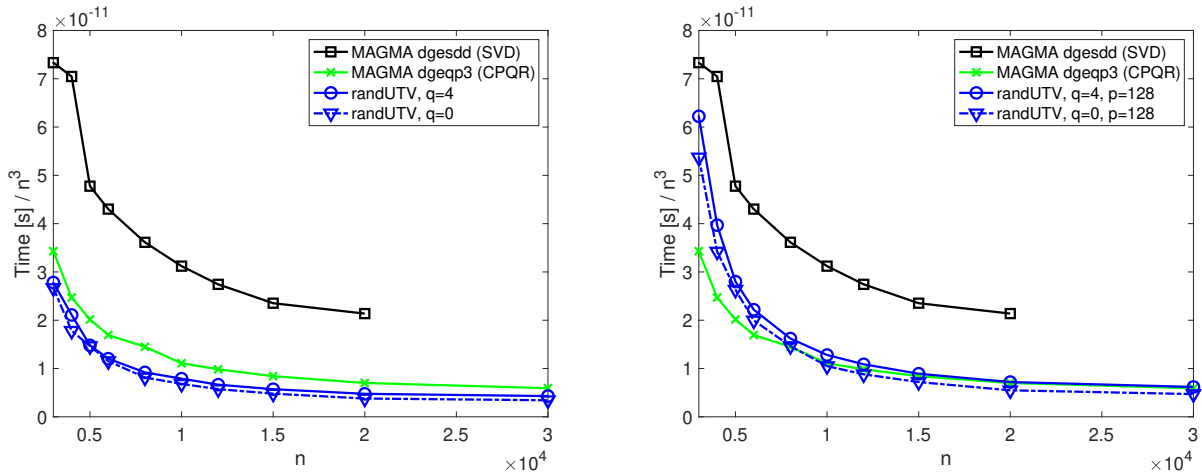 ×10⁻¹¹
8
7
6
5
4
3
2
1
0
Time [s] / n³
MAGMA dgesdd (SVD)
MAGMA dgeqp3 (CPQR)
randUTV, q=4
randUTV, q=0
0.5 1 1.5 2 2.5 3
n
×10⁴
×10⁻¹¹
8
7
6
5
4
3
2
1
0
Time [s] / n³
MAGMA dgesdd (SVD)
MAGMA dgeqp3 (CPQR)
randUTV, q=4, p=128
randUTV, q=0, p=128
0.5 1 1.5 2 2.5 3
n
×10⁴